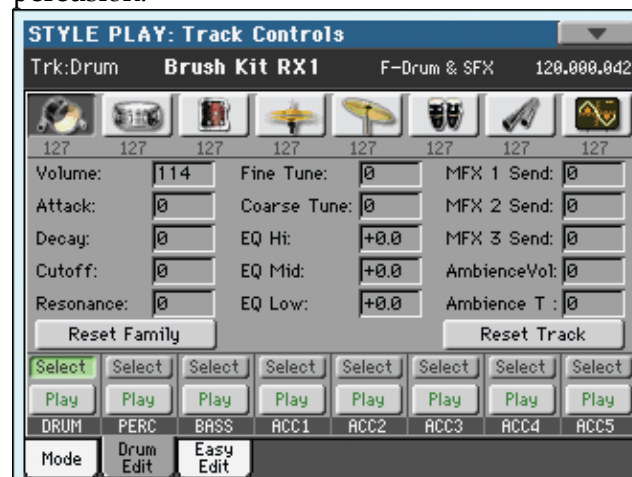 percusión.
STYLE PLAY: Track Controls
Trk:Drum Brush Kit RX1 F-Drum & SFX 120.000.042
127 127 127 127 127 127 127 127
Volume: 114 Fine Tune: 0 MFX 1 Send: 0
Attack: 0 Coarse Tune: 0 MFX 2 Send: 0
Decay: 0 EQ Hi: +0.0 MFX 3 Send: 0
Cutoff: 0 EQ Mid: +0.0 AmbienceVol: 0
Resonance: 0 EQ Low: +0.0 Ambience T : 0
Reset Family Reset Track
Select Select Select Select Select Select Select Select
Play Play Play Play Play Play Play Play
DRUM PERC BASS ACC1 ACC2 ACC3 ACC4 ACC5
Mode Drum Edit Easy Edit